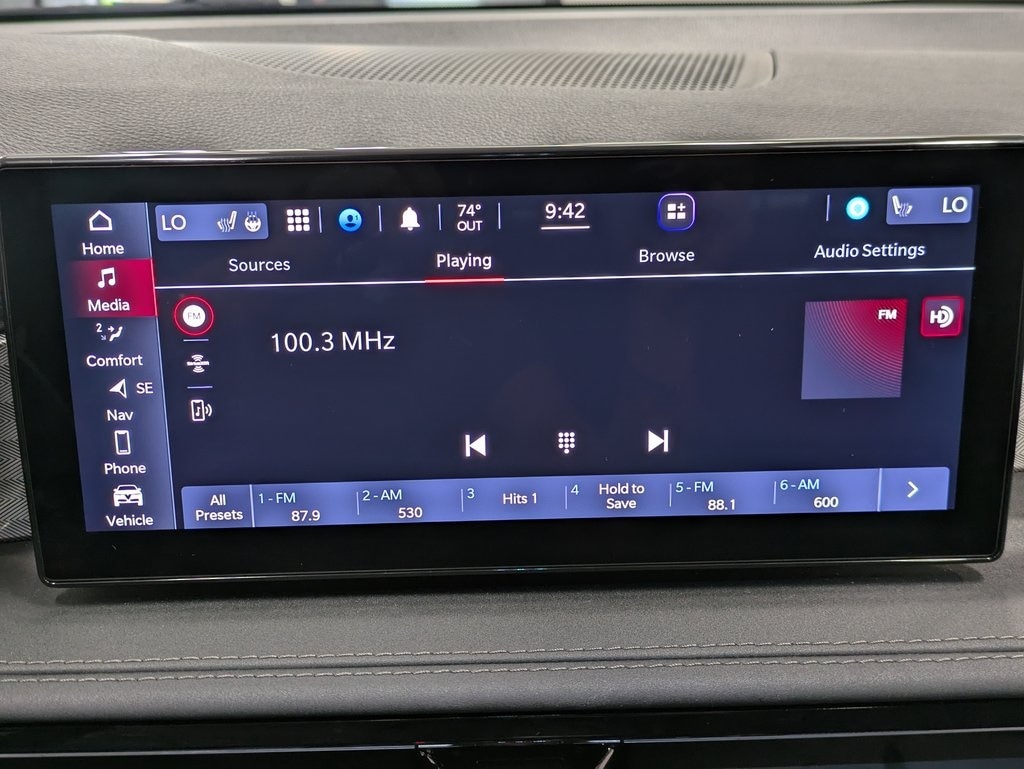 Home
Media
2
Comfort
SE
Nav
Phone
Vehicle
LO
74°
OUT
9:42
LO
Sources
Playing
Browse
Audio Settings
FM
100.3 MHz
FM
HD
All
Presets
1 - FM
87.9
2 - AM
530
3
Hits 1
4
Hold to
Save
5 - FM
88.1
6 - AM
600